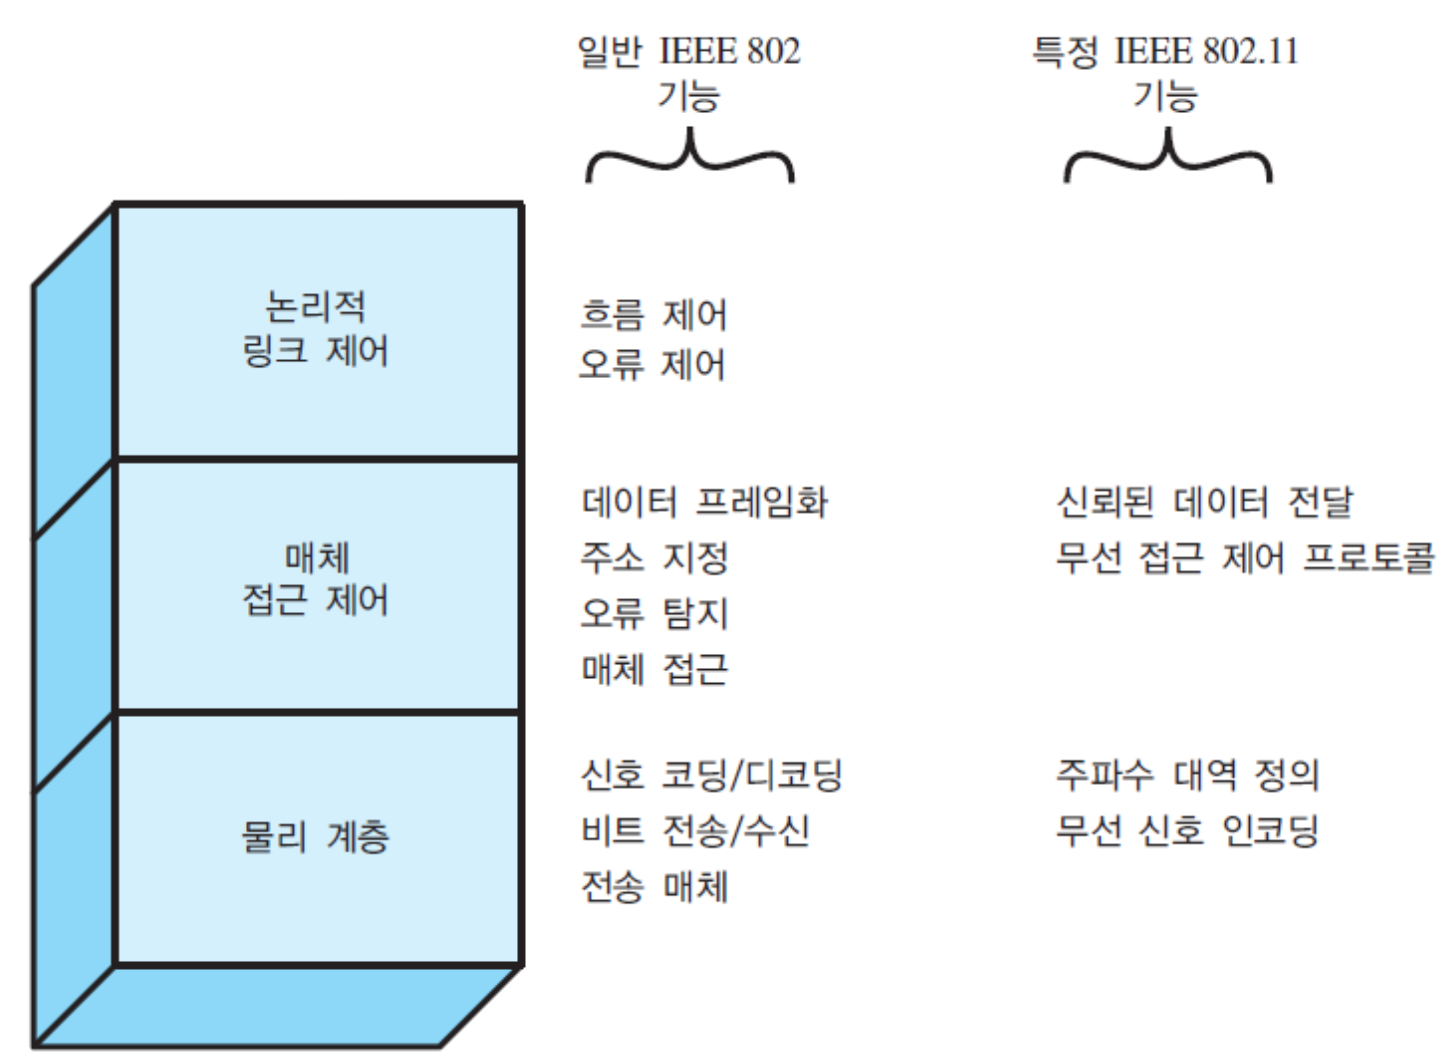 일반 IEEE 802
기능
특정 IEEE 802.11
기능
논리적
링크 제어
흐름 제어
오류 제어
매체
접근 제어
데이터 프레임화
주소 지정
오류 탐지
매체 접근
신뢰된 데이터 전달
무선 접근 제어 프로토콜
물리 계층
신호 코딩/디코딩
비트 전송/수신
전송 매체
주파수 대역 정의
무선 신호 인코딩